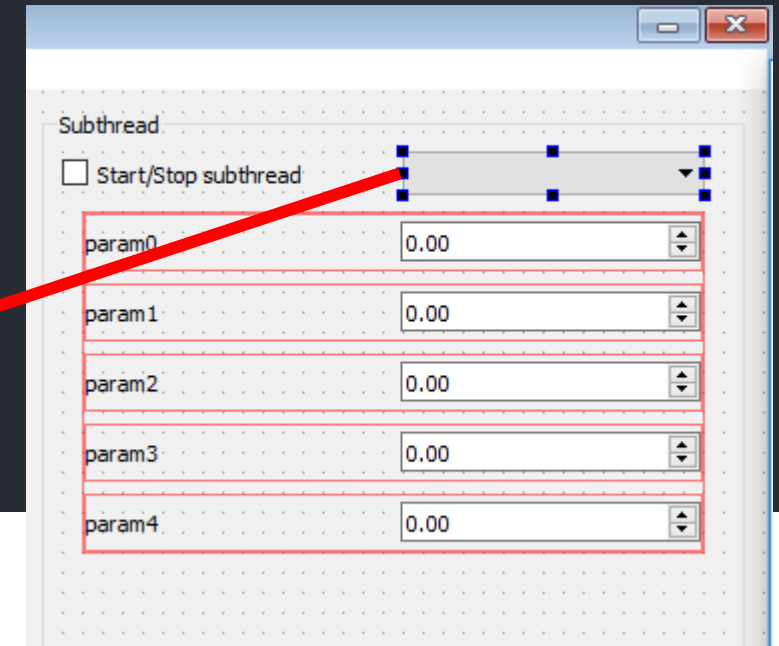 Subthread
Start/Stop subthread
param0 0.00
param1 0.00
param2 0.00
param3 0.00
param4 0.00